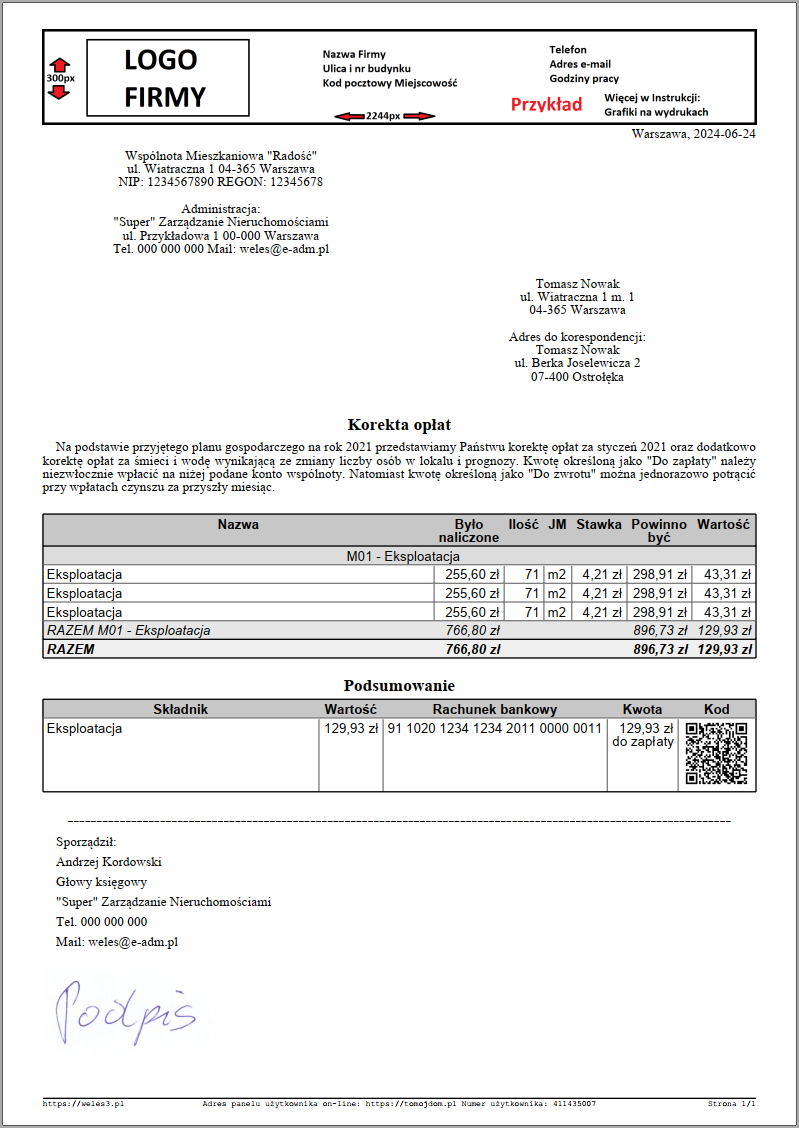 LOGO
FIRMY
300px
Nazwa Firmy
Ulica i nr budynku
Kod pocztowy Miejscowość
2244px
Telefon
Adres e-mail
Godziny pracy
Przykład
Więcej w Instrukcji:
Grafiki na wydrukach
Warszawa, 2024-06-24
Wspólnota Mieszkaniowa "Radość"
ul. Wiatraczna 1 04-365 Warszawa
NIP: 1234567890 REGON: 12345678
Administracja:
"Super" Zarządzanie Nieruchomościami
ul. Przykładowa 1 00-000 Warszawa
Tel. 000 000 000 Mail: weles@e-adm.pl
Tomasz Nowak
ul. Wiatraczna 1 m. 1
04-365 Warszawa
Adres do korespondencji:
Tomasz Nowak
ul. Berka Joselewicza 2
07-400 Ostrołęka
Korekta opłat
Na podstawie przyjętego planu gospodarczego na rok 2021 przedstawiamy Państwu korektę opłat za styczeń 2021 oraz dodatkowo
korektę opłat za śmieci i wodę wynikającą ze zmiany liczby osób w lokalu i prognozy. Kwotę określoną jako "Do zapłaty" należy
niezwłocznie wpłacić na niżej podane konto wspólnoty. Natomiast kwotę określoną jako "Do zwrotu" można jednorazowo potrącić
przy wpłatach czynszu za przyszły miesiąc.
Nazwa Było naliczone Ilość JM Stawka Powinno być Wartość
M01 - Eksploatacja
Eksploatacja 255,60 zł 71 m2 4,21 zł 298,91 zł 43,31 zł
Eksploatacja 255,60 zł 71 m2 4,21 zł 298,91 zł 43,31 zł
Eksploatacja 255,60 zł 71 m2 4,21 zł 298,91 zł 43,31 zł
RAZEM M01 - Eksploatacja 766,80 zł 896,73 zł 129,93 zł
RAZEM 766,80 zł 896,73 zł 129,93 zł
Podsumowanie
Składnik Wartość Rachunek bankowy Kwota Kod
Eksploatacja 129,93 zł 91 1020 1234 1234 2011 0000 0011 129,93 zł
do zapłaty
Sporządził:
Andrzej Kordowski
Głowy księgowy
"Super" Zarządzanie Nieruchomościami
Tel. 000 000 000
Mail: weles@e-adm.pl
Podpis
https://weles3.pl Adres panelu użytkownika on-line: https://tomojdom.pl Numer użytkownika: 411435007 Strona 1/1